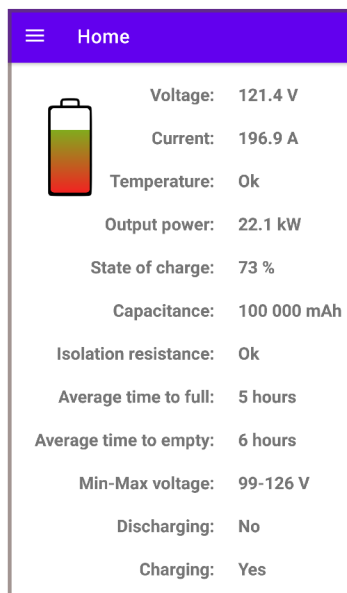 Home
Voltage: 121.4 V
Current: 196.9 A
Temperature: Ok
Output power: 22.1 kW
State of charge: 73 %
Capacitance: 100 000 mAh
Isolation resistance: Ok
Average time to full: 5 hours
Average time to empty: 6 hours
Min-Max voltage: 99-126 V
Discharging: No
Charging: Yes